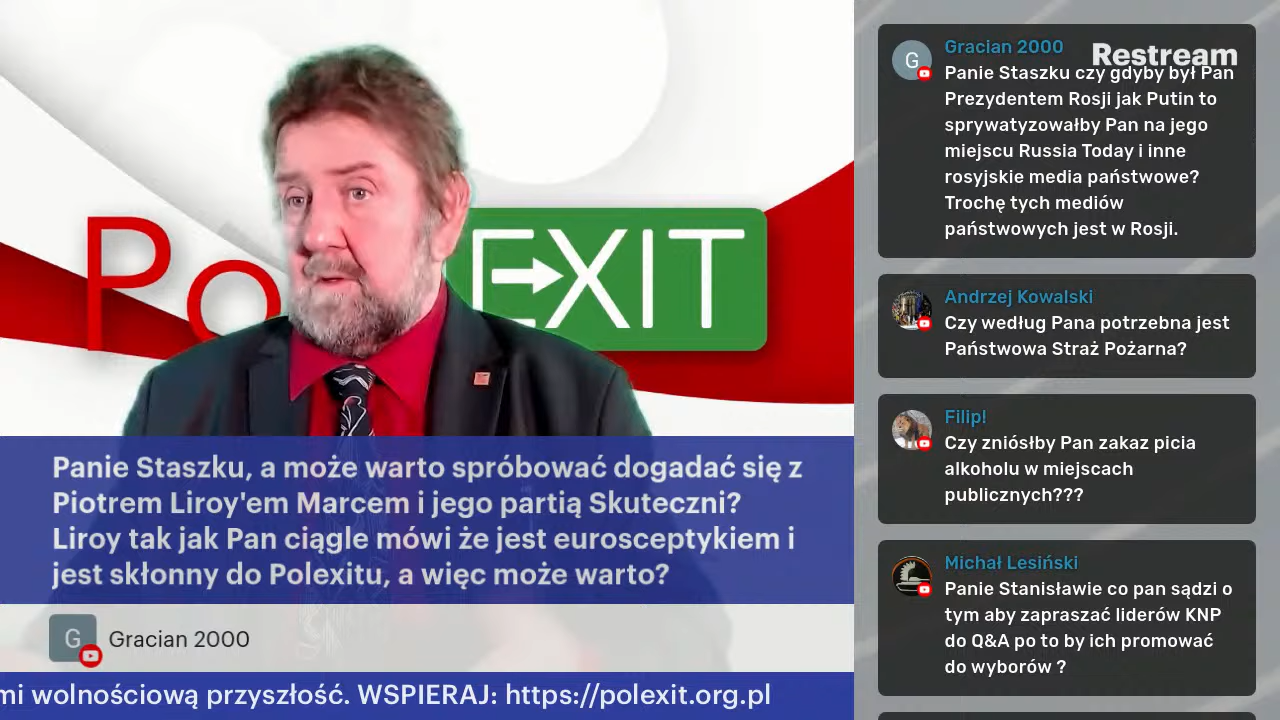 Po EXIT
Panie Staszku, a może warto spróbować dogadać się z
Piotrem Liroy'em Marcem i jego partią Skuteczni?
Liroy tak jak Pan ciągle mówi że jest eurosceptykiem i
jest skłonny do Polexitu, a więc może warto?
G
Gracian 2000
mi wolnościową przyszłość. WSPIERAJ: https://polexit.org.pl
Restream
G
Gracian 2000
Panie Staszku czy gdyby był Pan
Prezydentem Rosji jak Putin to
sprywatyzowałby Pan na jego
miejscu Russia Today i inne
rosyjskie media państwowe?
Trochę tych mediów
państwowych jest w Rosji.
Andrzej Kowalski
Czy według Pana potrzebna jest
Państwowa Straż Pożarna?
Filip!
Czy zniósłby Pan zakaz picia
alkoholu w miejscach
publicznych???
Michał Lesiński
Panie Stanisławie co pan sądzi o
tym aby zapraszać liderów KNP
do Q&A po to by ich promować
do wyborów ?